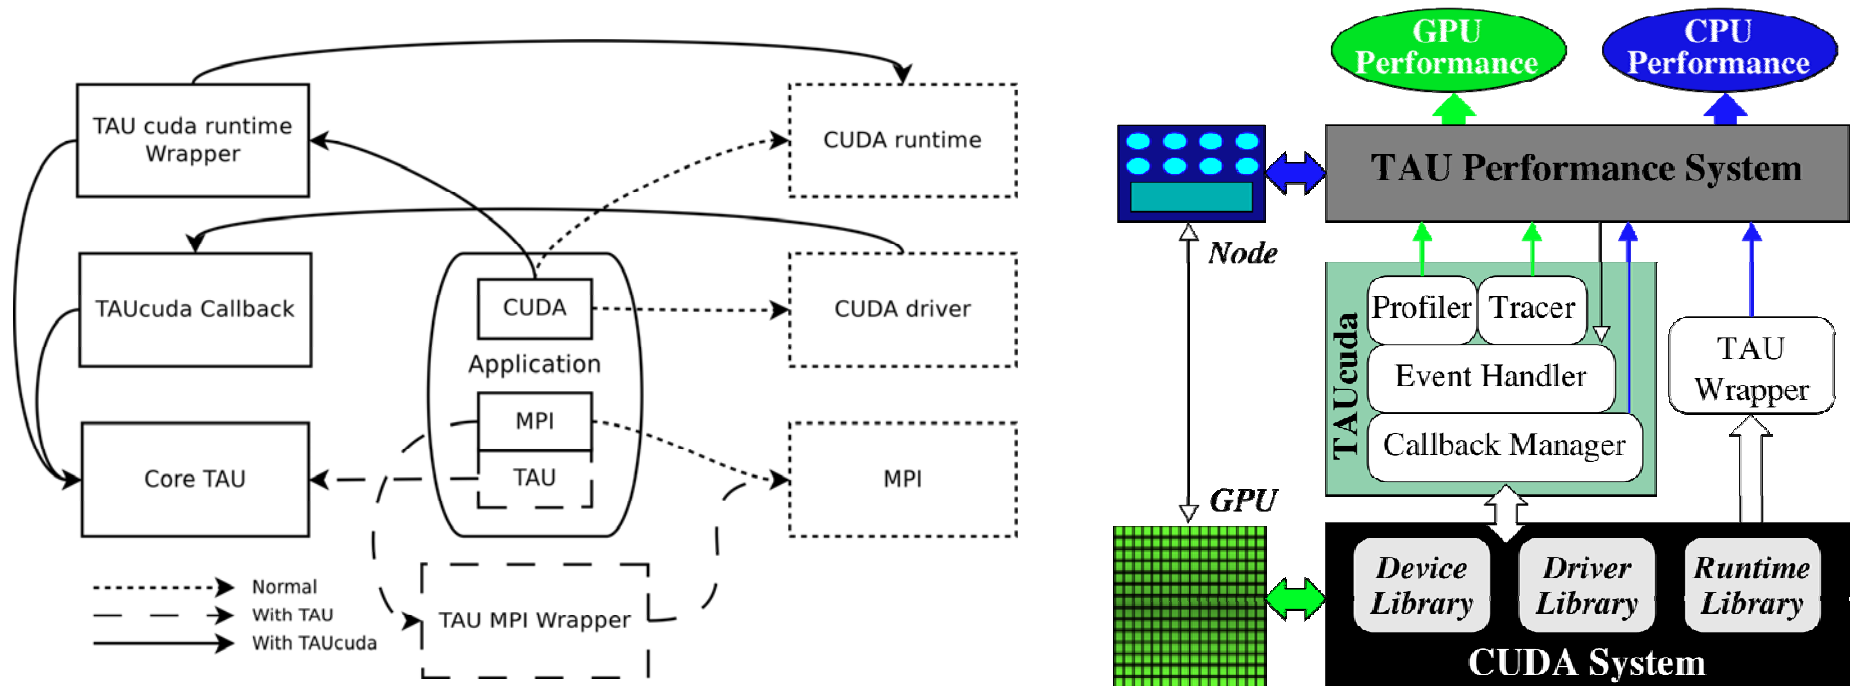 TAU cuda runtime
Wrapper
CUDA runtime
TAUcuda Callback
CUDA
CUDA driver
Application
MPI
Core TAU
TAU
MPI
Normal
With TAU
With TAUcuda
TAU MPI Wrapper
GPU
Performance
CPU
Performance
TAU Performance System
Node
TAUcuda
Profiler
Tracer
Event Handler
Callback Manager
TAU
Wrapper
GPU
Device
Library
Driver
Library
Runtime
Library
CUDA System